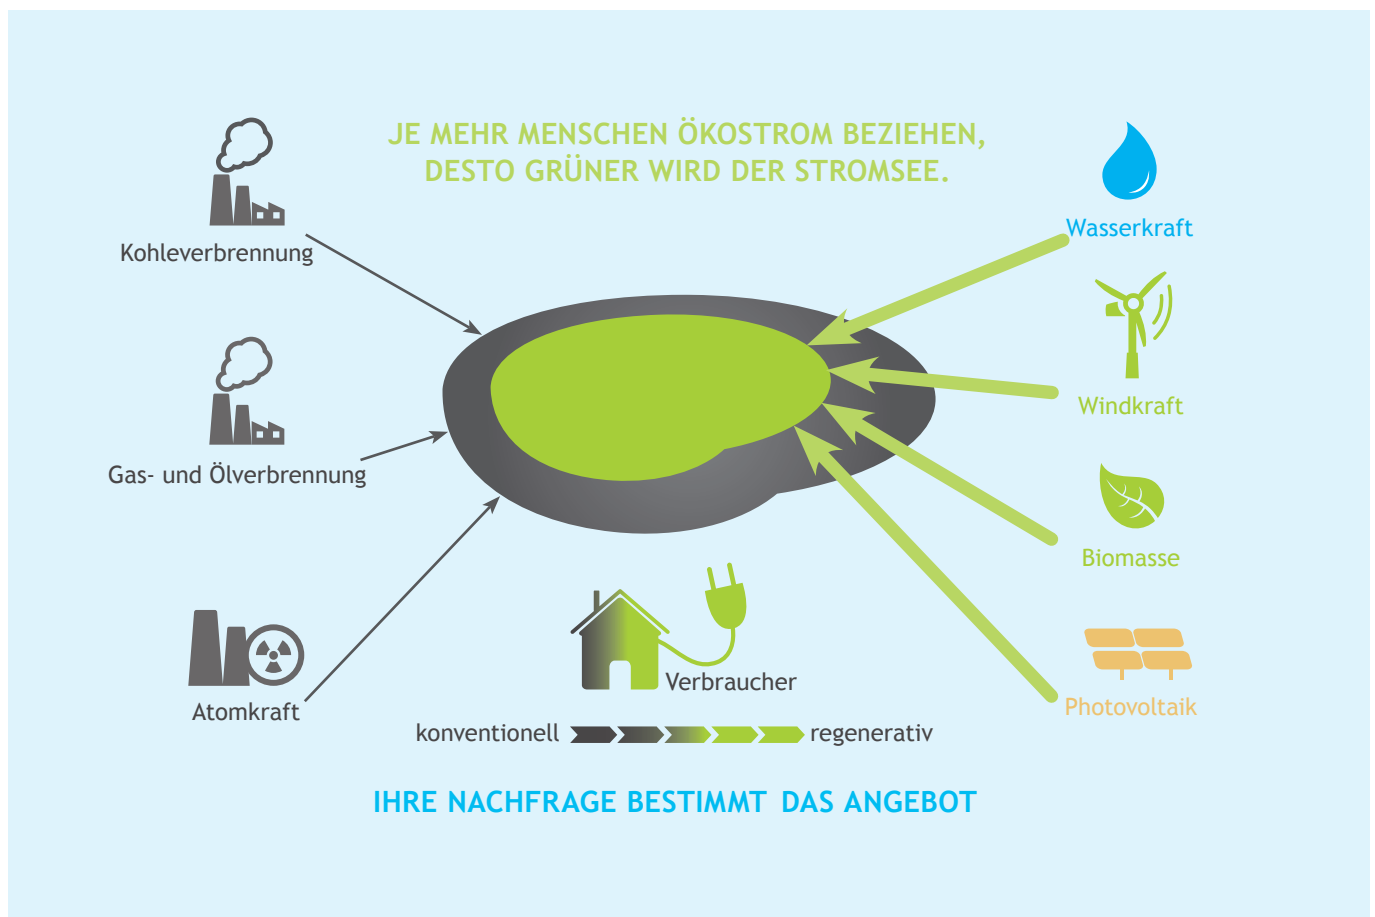 JE MEHR MENSCHEN ÖKOSTROM BEZIEHEN,
DESTO GRÜNER WIRD DER STROMSEE.
Kohleverbrennung
Gas- und Ölverbrennung
Atomkraft
Wasserkraft
Windkraft
Biomasse
Photovoltaik
Verbraucher
konventionell
regenerativ
IHRE NACHFRAGE BESTIMMT DAS ANGEBOT